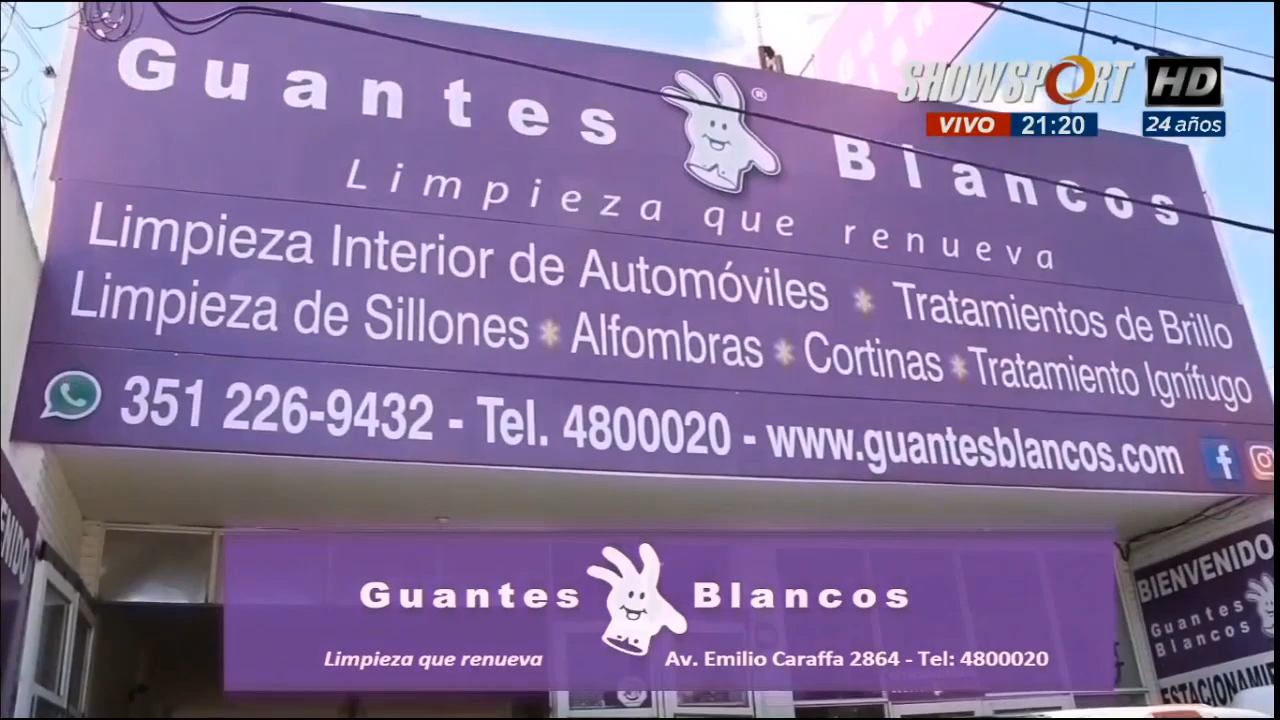 SHOWSPORT HD
VIVO 21:20 24 años
Guantes ® Blancos
Limpieza que renueva
Limpieza Interior de Automóviles * Tratamientos de Brillo
Limpieza de Sillones * Alfombras * Cortinas * Tratamiento Ignífugo
351 226-9432 - Tel. 4800020 - www.guantesblancos.com
BIENVENIDO
Guantes
Blancos
Guantes Blancos
Limpieza que renueva Av. Emilio Caraffa 2864 - Tel: 4800020